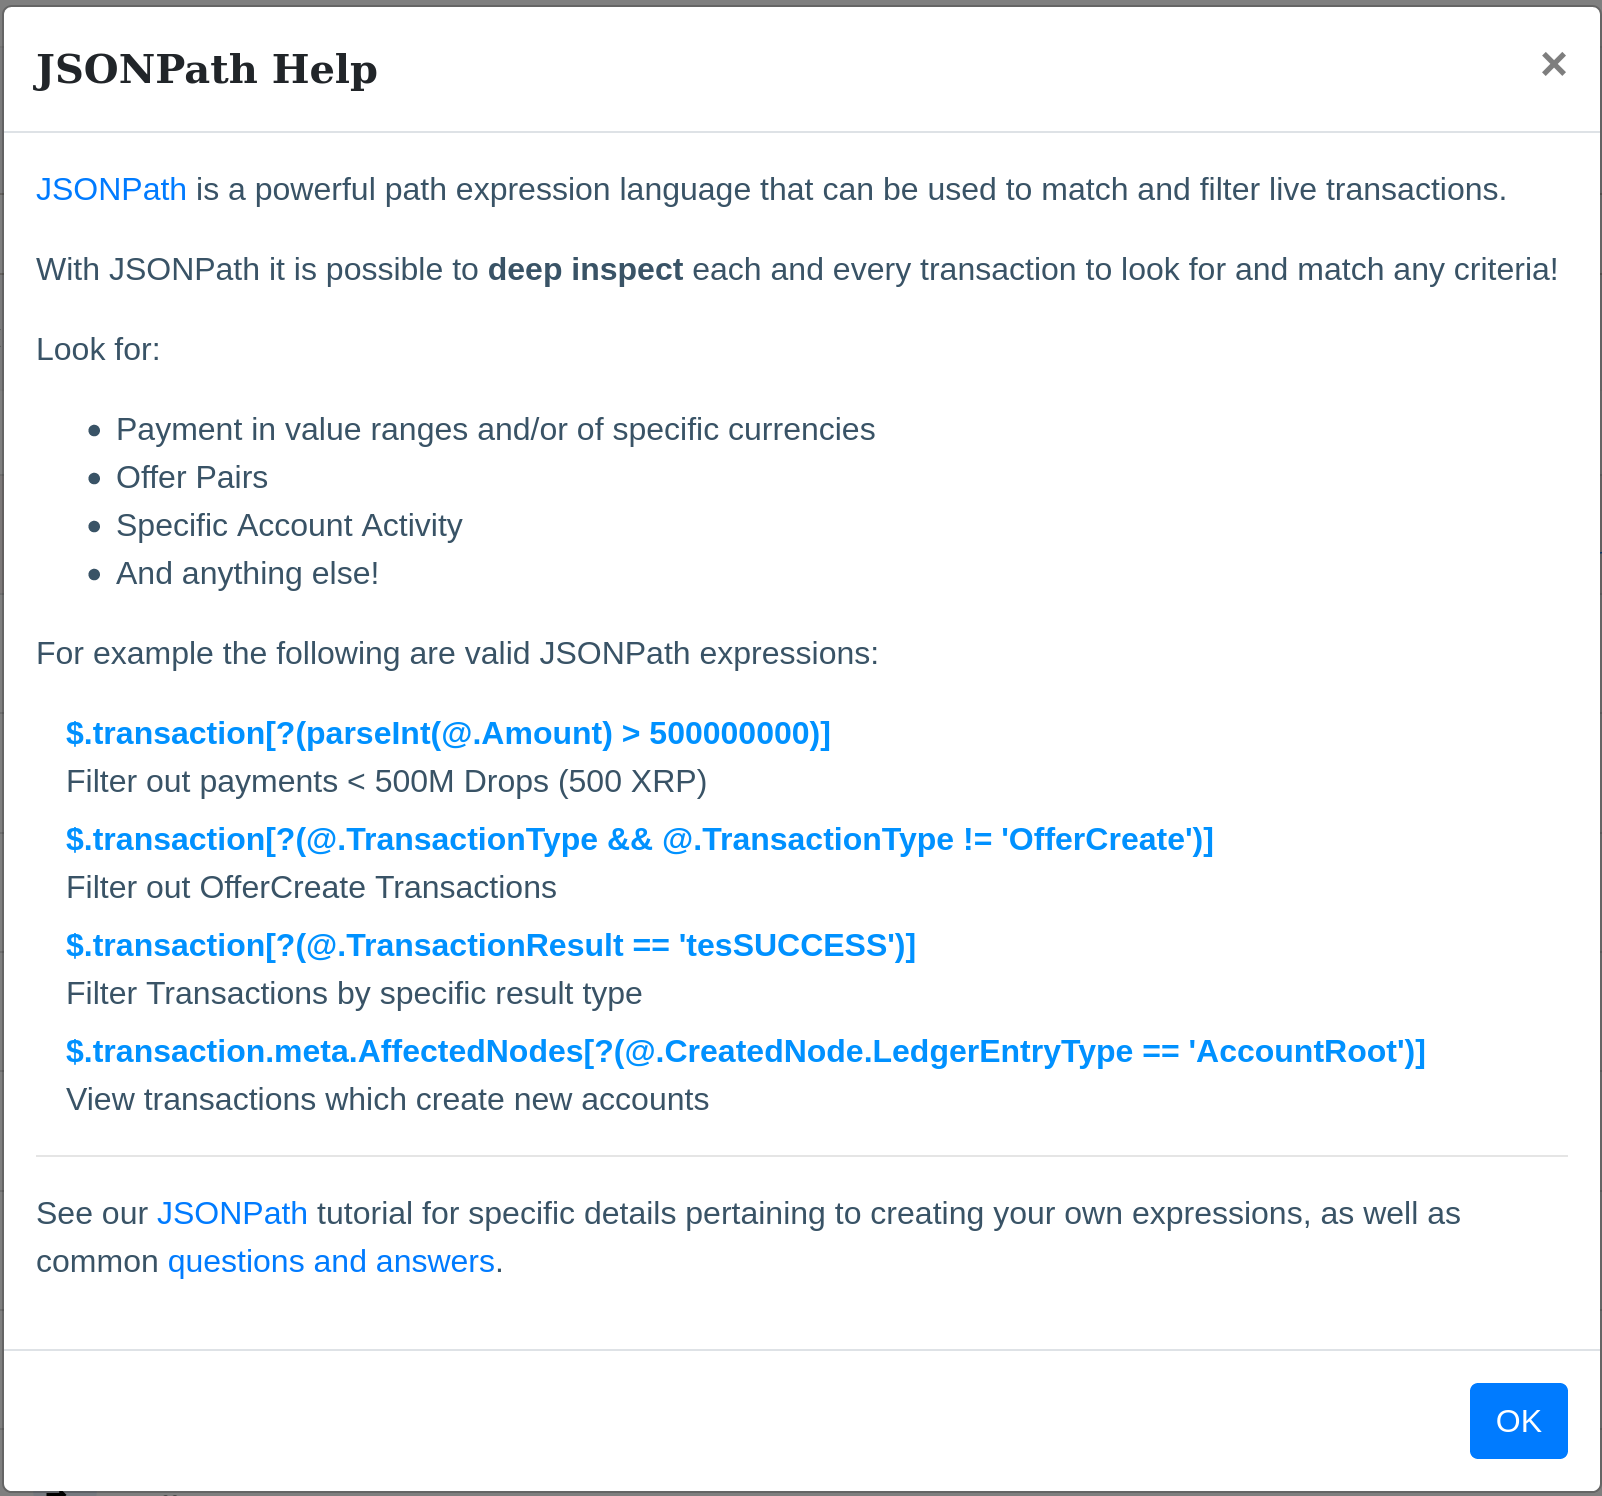 JSONPath Help
×
JSONPath is a powerful path expression language that can be used to match and filter live transactions.
With JSONPath it is possible to deep inspect each and every transaction to look for and match any criteria!
Look for:
• Payment in value ranges and/or of specific currencies
• Offer Pairs
• Specific Account Activity
• And anything else!
For example the following are valid JSONPath expressions:
$.transaction[?(parseInt(@.Amount) > 500000000)]
Filter out payments < 500M Drops (500 XRP)
$.transaction[?(@.TransactionType && @.TransactionType != 'OfferCreate')]
Filter out OfferCreate Transactions
$.transaction[?(@.TransactionResult == 'tesSUCCESS')]
Filter Transactions by specific result type
$.transaction.meta.AffectedNodes[?(@.CreatedNode.LedgerEntryType == 'AccountRoot')]
View transactions which create new accounts
See our JSONPath tutorial for specific details pertaining to creating your own expressions, as well as
common questions and answers.
OK